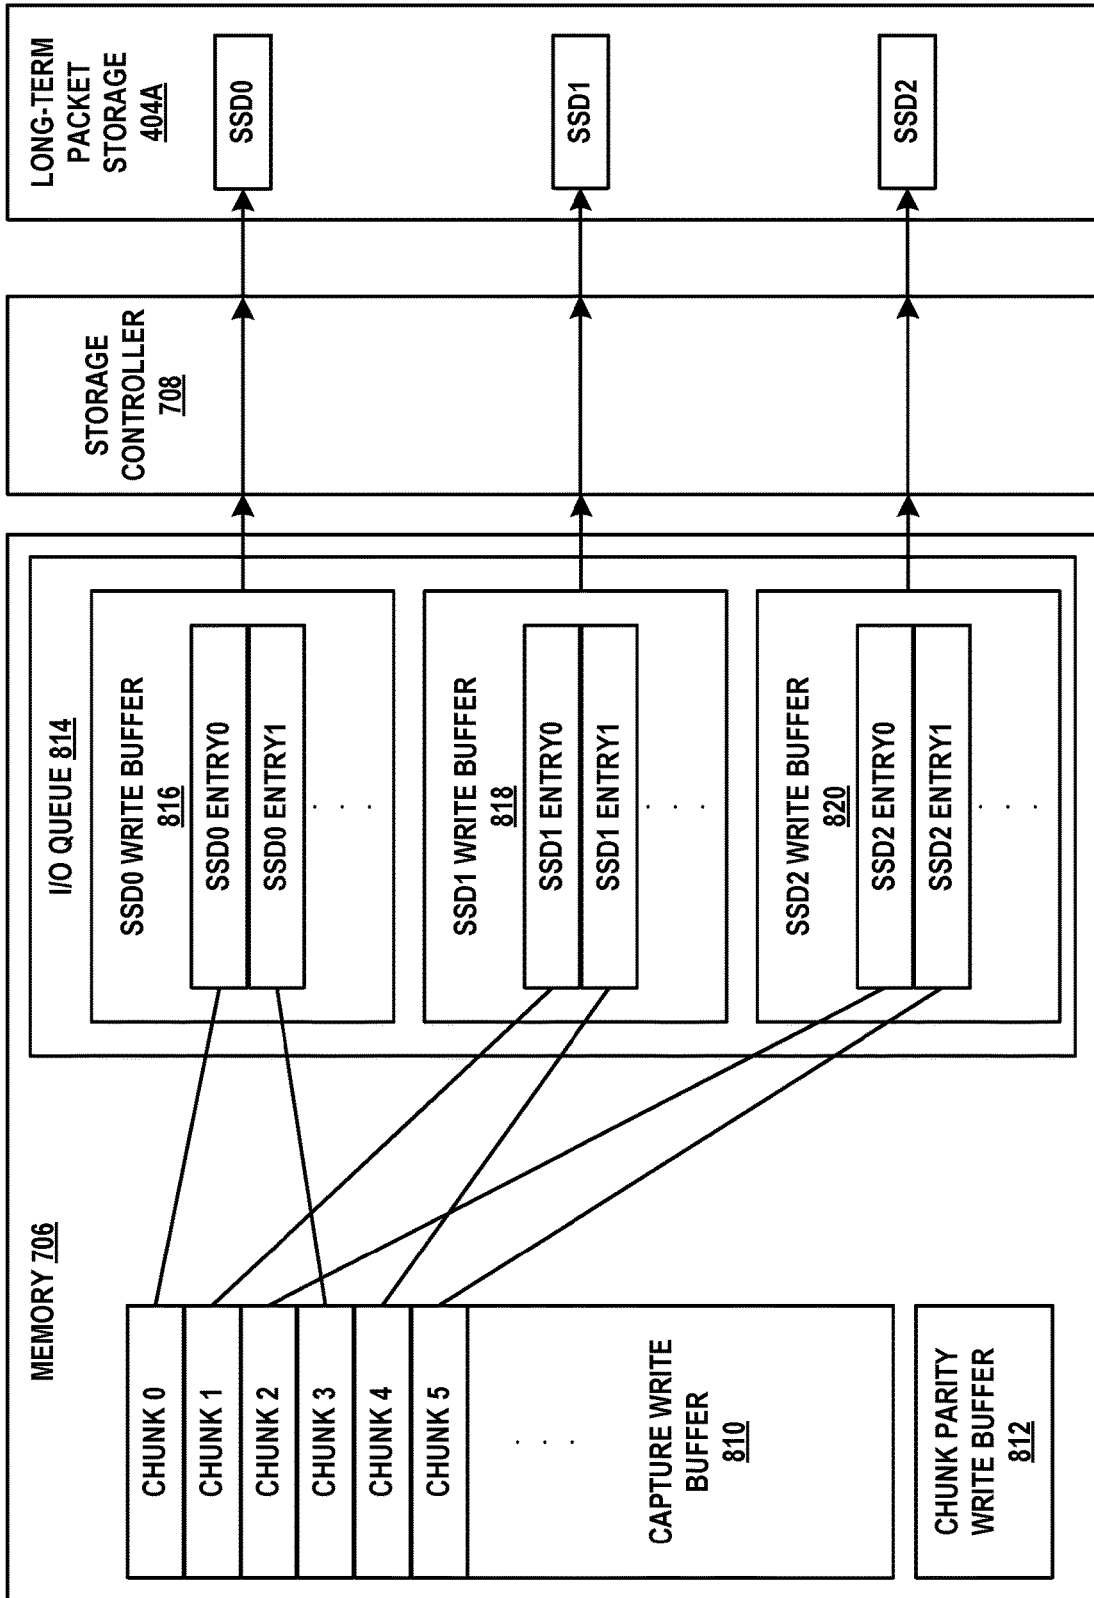 MEMORY 706
CHUNK 0
CHUNK 1
CHUNK 2
CHUNK 3
CHUNK 4
CHUNK 5
. . .
CAPTURE WRITE
BUFFER
810
CHUNK PARITY
WRITE BUFFER
812
I/O QUEUE 814
SSD0 WRITE BUFFER
816
SSD0 ENTRY0
SSD0 ENTRY1
. . .
SSD1 WRITE BUFFER
818
SSD1 ENTRY0
SSD1 ENTRY1
. . .
SSD2 WRITE BUFFER
820
SSD2 ENTRY0
SSD2 ENTRY1
. . .
STORAGE
CONTROLLER
708
LONG-TERM
PACKET
STORAGE
404A
SSD0
SSD1
SSD2